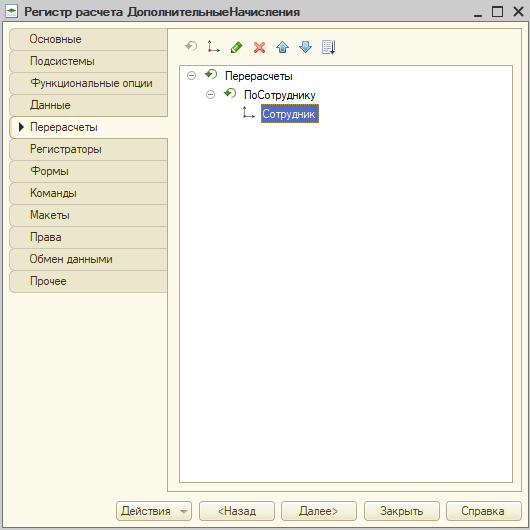 Регистр расчета ДополнительныеНачисления
Основные
Подсистемы
Функциональные опции
Данные
Перерасчеты
Регистраторы
Формы
Команды
Макеты
Права
Обмен данными
Прочее
Перерасчеты
ПоСотруднику
Сотрудник
Действия
<Назад
Далее>
Закрыть
Справка